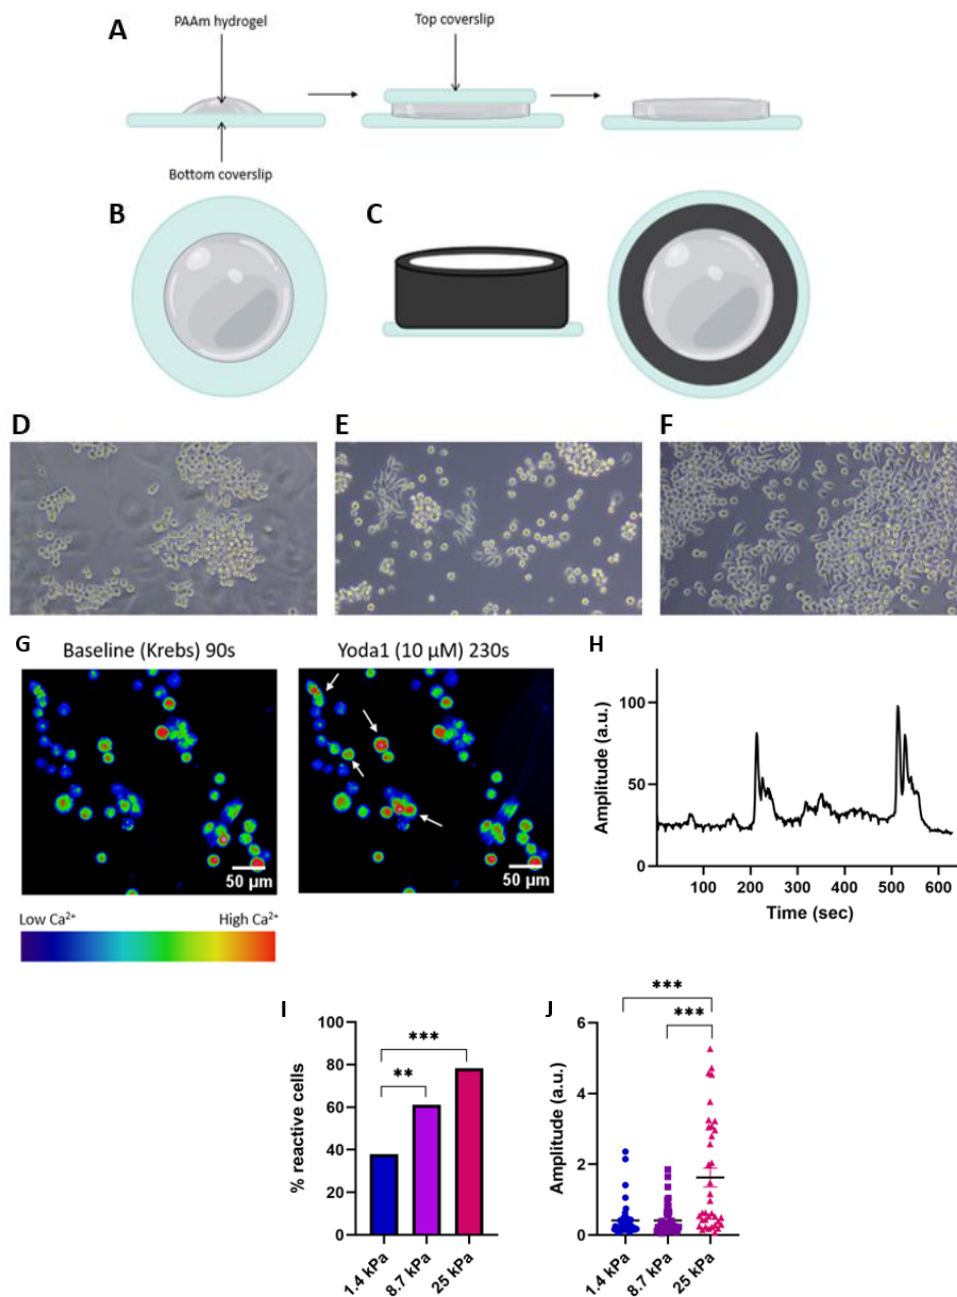 A
PAAm hydrogel
Top coverslip
Bottom coverslip
B
C
D
E
F
G
Baseline (Krebs) 90s
Yoda1 (10 µM) 230s
50 µm
50 µm
Low Ca²⁺
High Ca²⁺
H
Amplitude (a.u.)
100
50
0
100 200 300 400 500 600
Time (sec)
I
% reactive cells
100
80
60
40
20
0
***
**
1.4 kPa
8.7 kPa
25 kPa
J
Amplitude (a.u.)
6
4
2
0
***
***
1.4 kPa
8.7 kPa
25 kPa